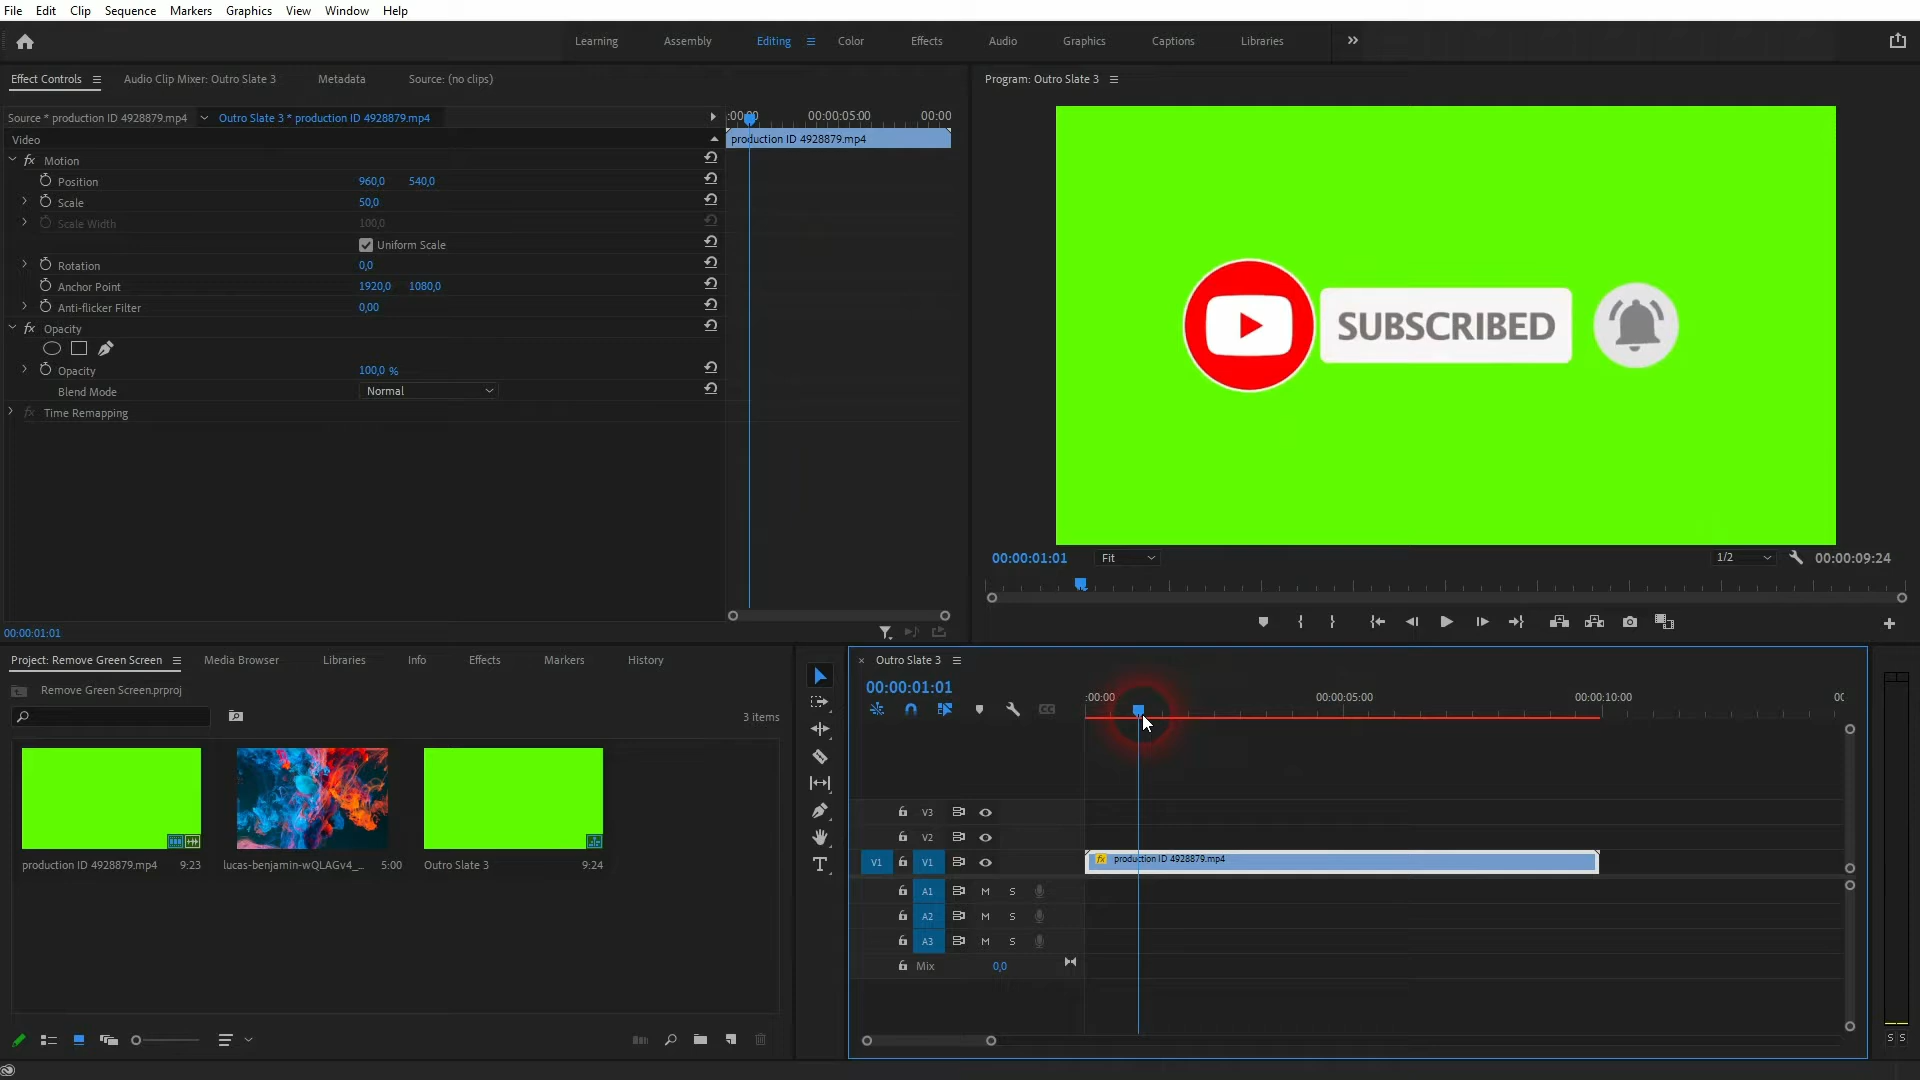 File Edit Clip Sequence Markers Graphics View Window Help
Learning Assembly Editing Color Effects Audio Graphics Captions Libraries
Effect Controls Audio Clip Mixer: Outro Slate 3 Metadata Source: (no clips)
Program: Outro Slate 3
Source * production ID 4928879.mp4 Outro Slate 3 * production ID 4928879.mp4
:00:00 00:00:05:00 00:00
Video
production ID 4928879.mp4
fx Motion
Position 960,0 540,0
Scale 50,0
Scale Width 100,0
Uniform Scale
Rotation 0,0
Anchor Point 1920,0 1080,0
Anti-flicker Filter 0,00
fx Opacity
Opacity 100,0 %
Blend Mode Normal
fx Time Remapping
SUBSCRIBED
00:00:01:01 Fit 1/2 00:00:09:24
00:00:01:01
Project: Remove Green Screen Media Browser Libraries Info Effects Markers History
Remove Green Screen.prproj
3 items
production ID 4928879.mp4 9:23
lucas-benjamin-wQLAGv4_... 5:00
Outro Slate 3 9:24
× Outro Slate 3
00:00:01:01
:00:00 00:00:05:00 00:00:10:00
V3
V2
V1 V1
fx production ID 4928879.mp4
A1 M S
A2 M S
A3 M S
Mix 0,0
S S